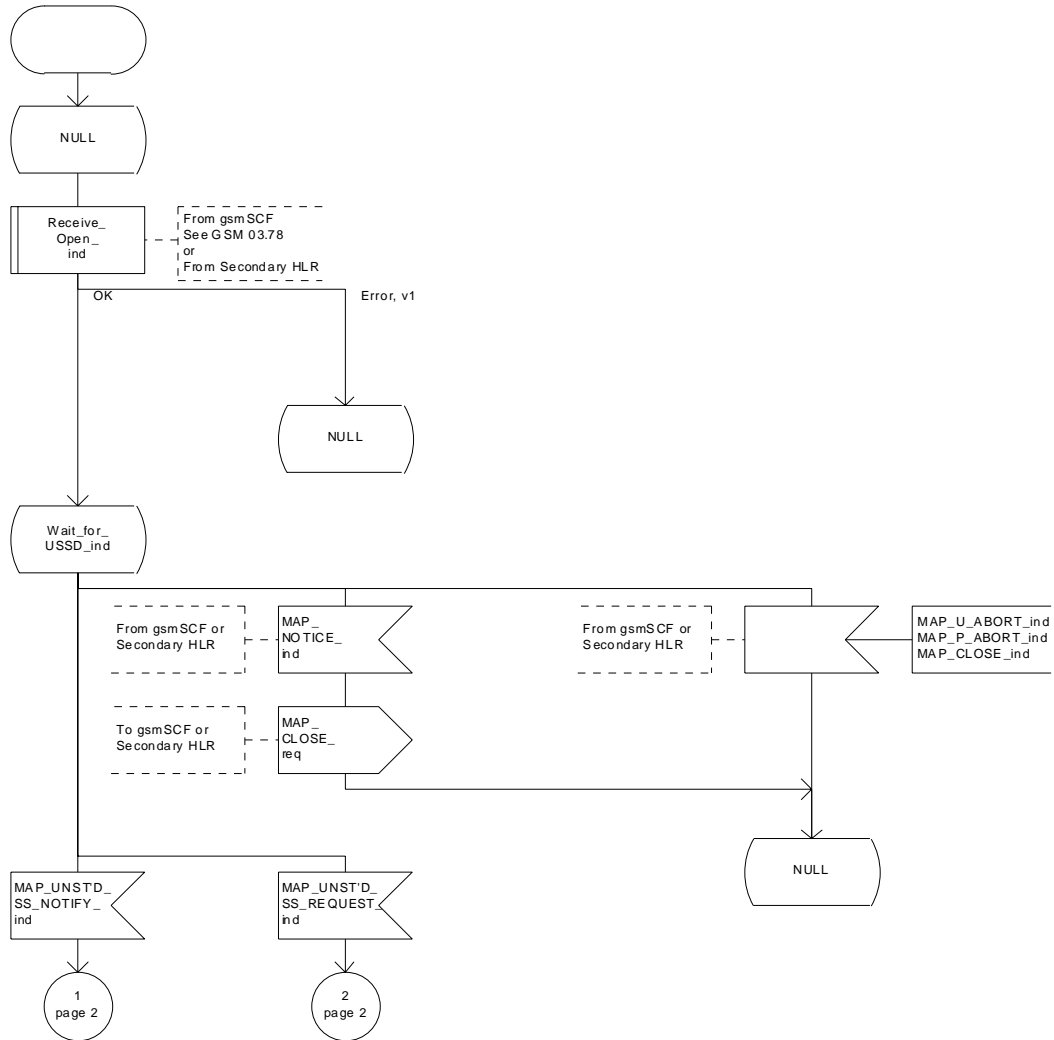 NULL
Receive_
Open_
ind
From gsmSCF
See GSM 03.78
or
From Secondary HLR
OK
Error, v1
NULL
Wait_for_
USSD_ind
From gsmSCF or
Secondary HLR
MAP_
NOTICE_
ind
From gsmSCF or
Secondary HLR
MAP_U_ABORT_ind
MAP_P_ABORT_ind
MAP_CLOSE_ind
To gsmSCF or
Secondary HLR
MAP_
CLOSE_
req
NULL
MAP_UNST'D_
SS_NOTIFY_
ind
MAP_UNST'D_
SS_REQUEST_
ind
1
page 2
2
page 2